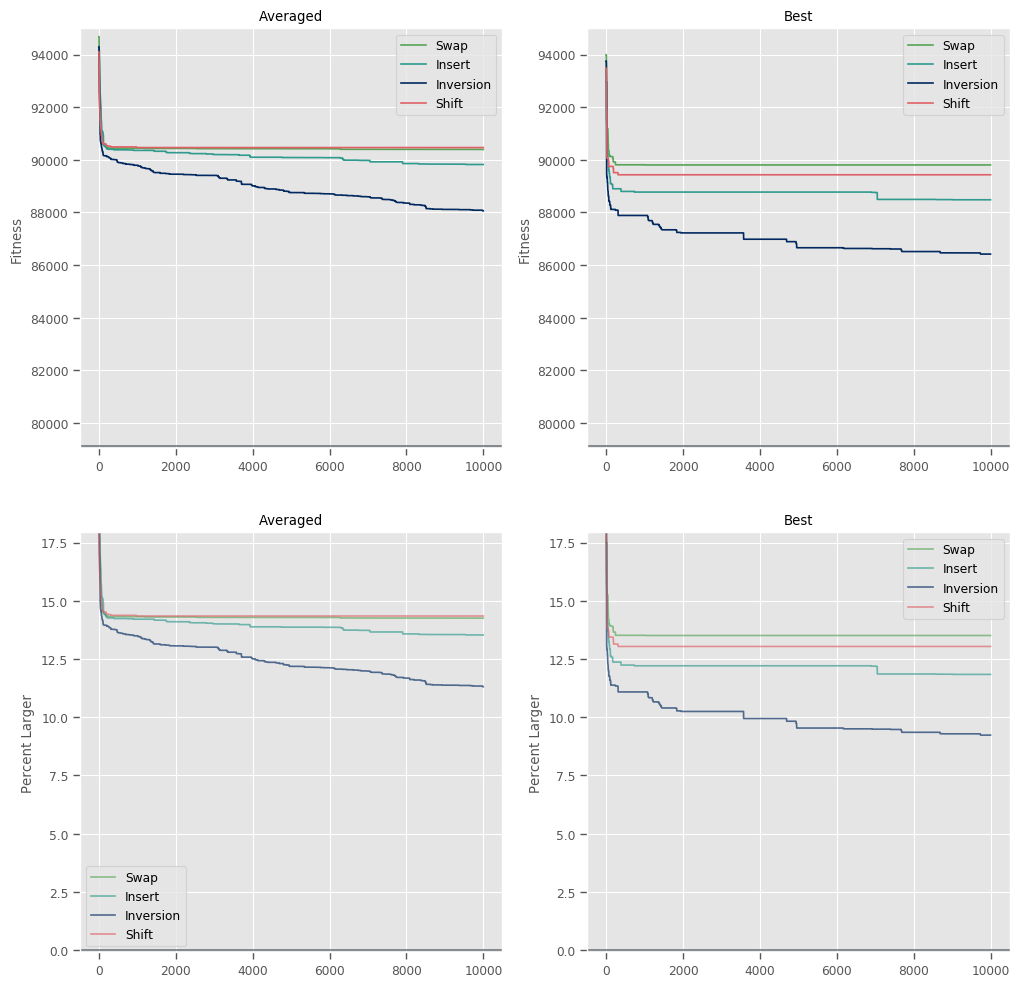 Averaged
94000
92000
90000
88000
86000
84000
82000
80000
Fitness
0 2000 4000 6000 8000 10000
Swap
Insert
Inversion
Shift
Best
94000
92000
90000
88000
86000
84000
82000
80000
Fitness
0 2000 4000 6000 8000 10000
Swap
Insert
Inversion
Shift
Averaged
17.5
15.0
12.5
10.0
7.5
5.0
2.5
0.0
Percent Larger
0 2000 4000 6000 8000 10000
Swap
Insert
Inversion
Shift
Best
17.5
15.0
12.5
10.0
7.5
5.0
2.5
0.0
Percent Larger
0 2000 4000 6000 8000 10000
Swap
Insert
Inversion
Shift